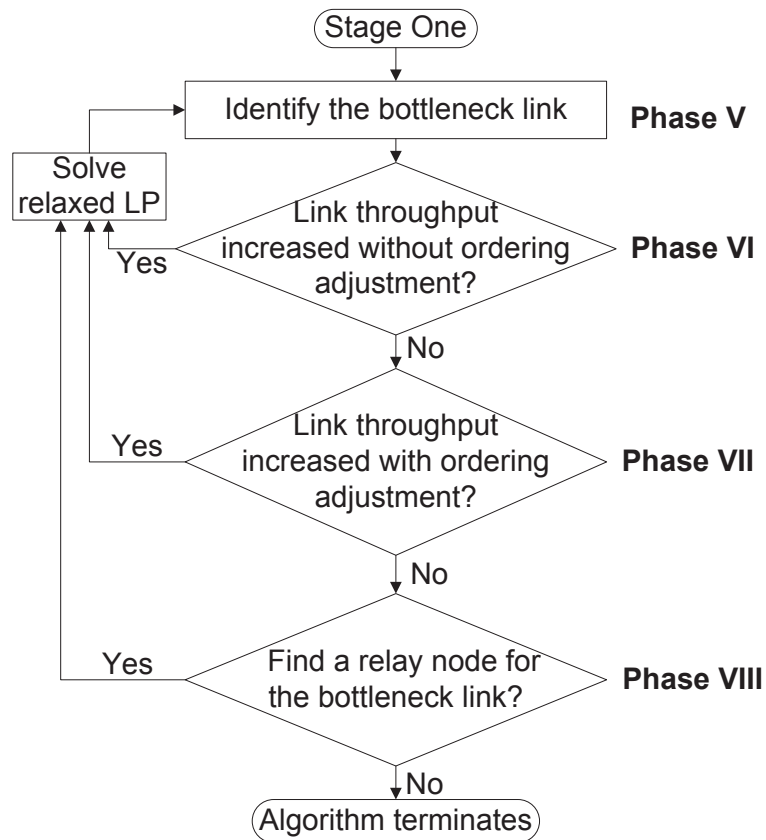 Stage One
Identify the bottleneck link
Phase V
Solve
relaxed LP
Link throughput
increased without ordering
adjustment?
Phase VI
Yes
No
Link throughput
increased with ordering
adjustment?
Phase VII
Yes
No
Find a relay node for
the bottleneck link?
Phase VIII
Yes
No
Algorithm terminates